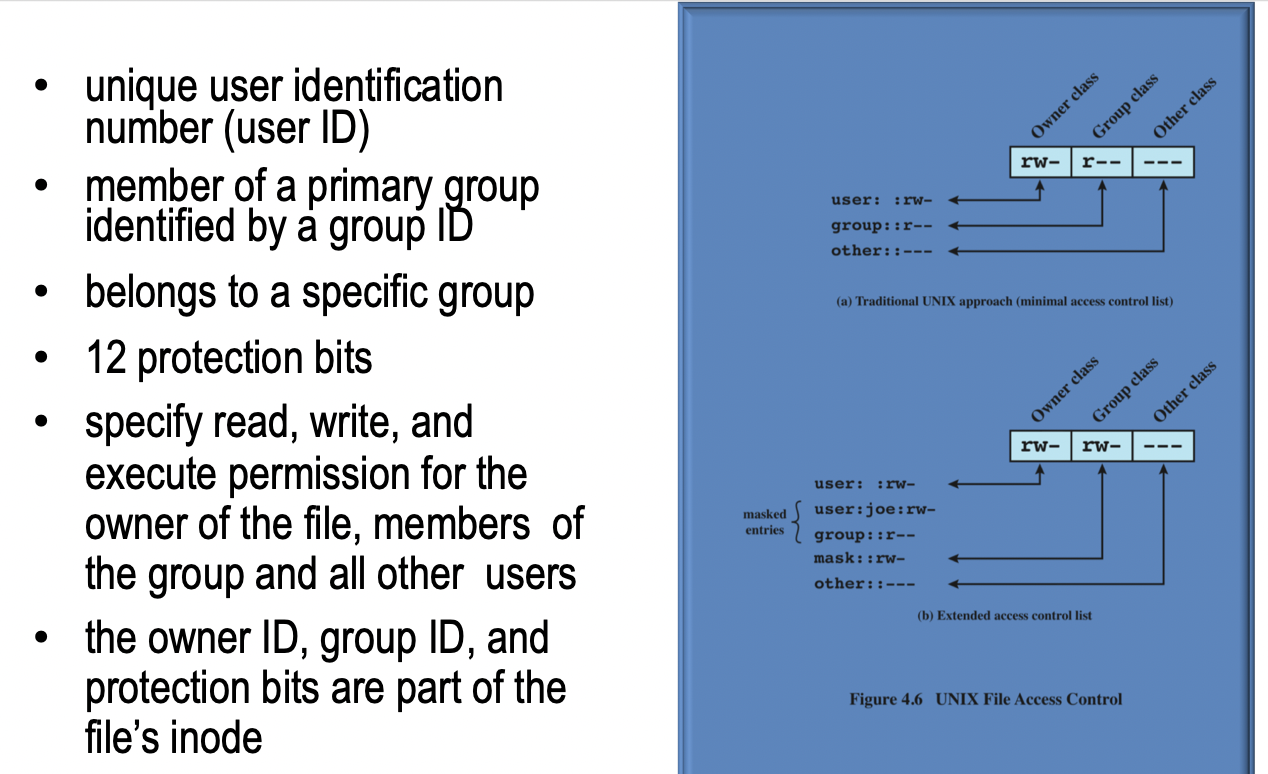 • unique user identification
number (user ID)
• member of a primary group
identified by a group ID
• belongs to a specific group
• 12 protection bits
• specify read, write, and
execute permission for the
owner of the file, members of
the group and all other users
• the owner ID, group ID, and
protection bits are part of the
file's inode
Owner class
Group class
Other class
rw- r-- ---
user: :rw-
group::r--
other::---
(a) Traditional UNIX approach (minimal access control list)
Owner class
Group class
Other class
rw- rw- ---
user: :rw-
masked
entries
user:joe:rw-
group::r--
mask::rw-
other::---
(b) Extended access control list
Figure 4.6 UNIX File Access Control